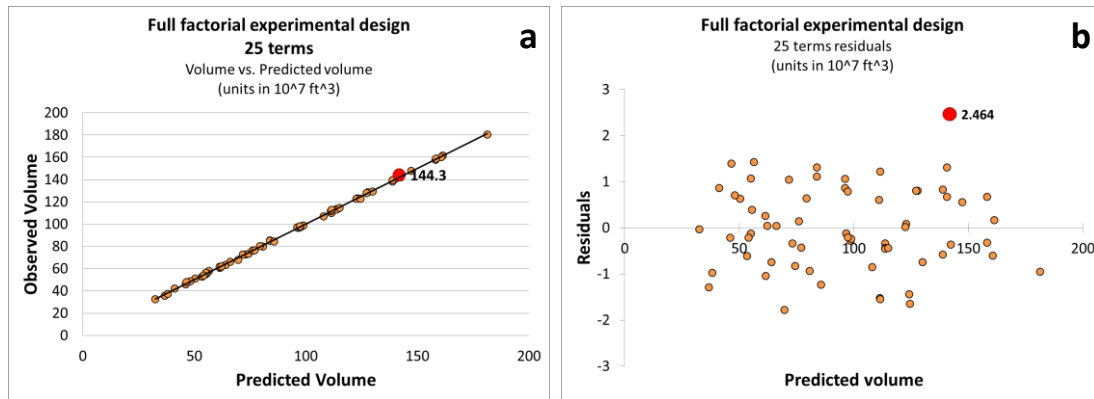 Full factorial experimental design
a
25 terms
Volume vs. Predicted volume
(units in 10^7 ft^3)
Observed Volume
200
180
160
140
120
100
80
60
40
20
0
144.3
0
50
100
150
200
Predicted Volume
Full factorial experimental design
b
25 terms residuals
(units in 10^7 ft^3)
Residuals
3
2
1
0
-1
-2
-3
2.464
0
50
100
150
200
Predicted volume